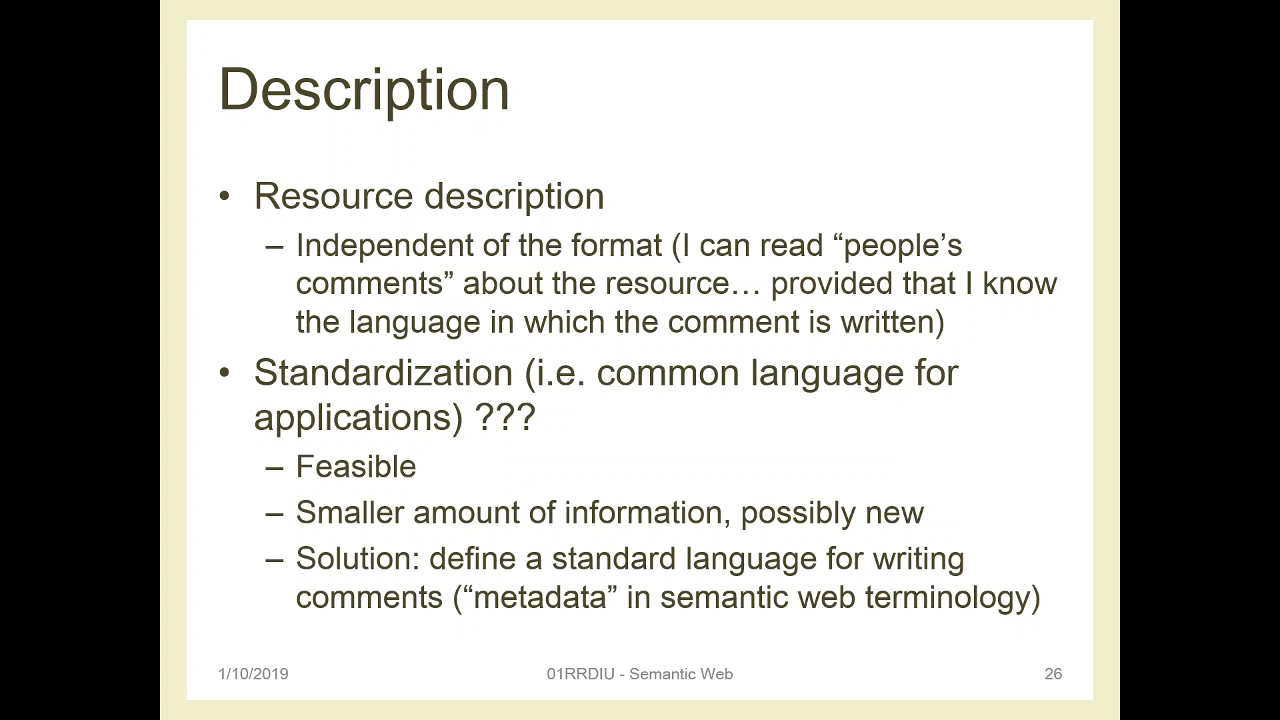 Description
• Resource description
– Independent of the format (I can read “people’s
comments” about the resource… provided that I know
the language in which the comment is written)
• Standardization (i.e. common language for
applications) ???
– Feasible
– Smaller amount of information, possibly new
– Solution: define a standard language for writing
comments (“metadata” in semantic web terminology)
1/10/2019 01RRDIU - Semantic Web 26